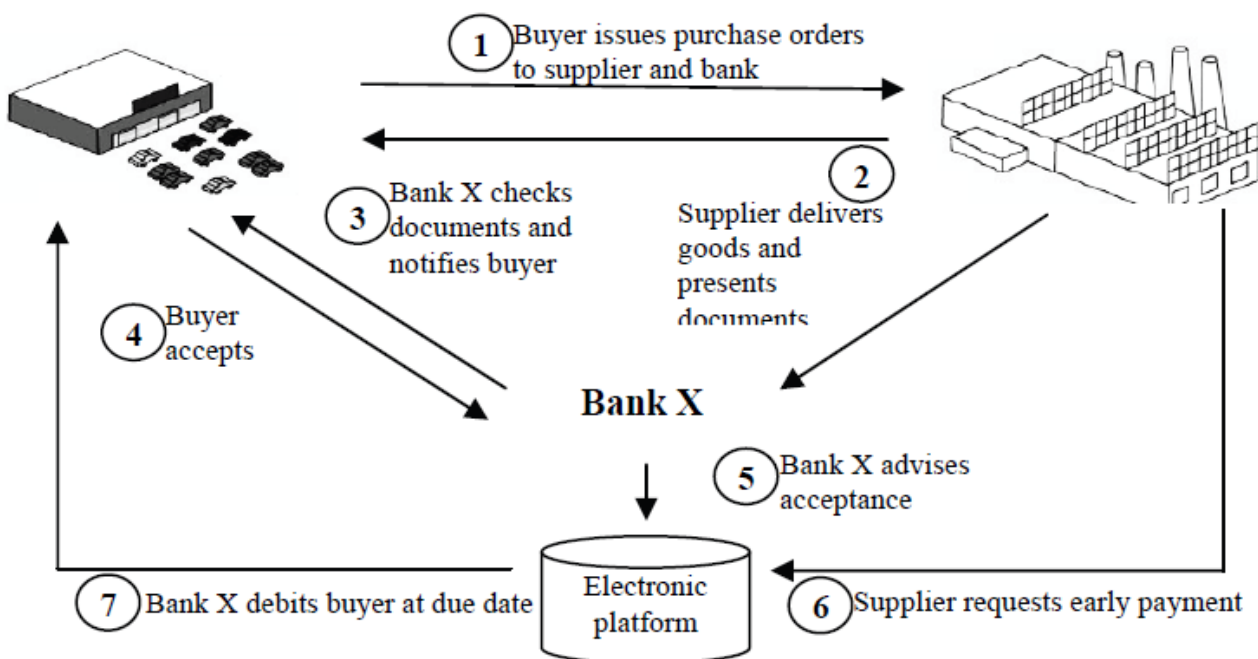 1
Buyer issues purchase orders
to supplier and bank
2
Supplier delivers
goods and
presents
documents
3
Bank X checks
documents and
notifies buyer
4
Buyer
accepts
Bank X
5
Bank X advises
acceptance
Electronic
platform
6
Supplier requests early payment
7
Bank X debits buyer at due date